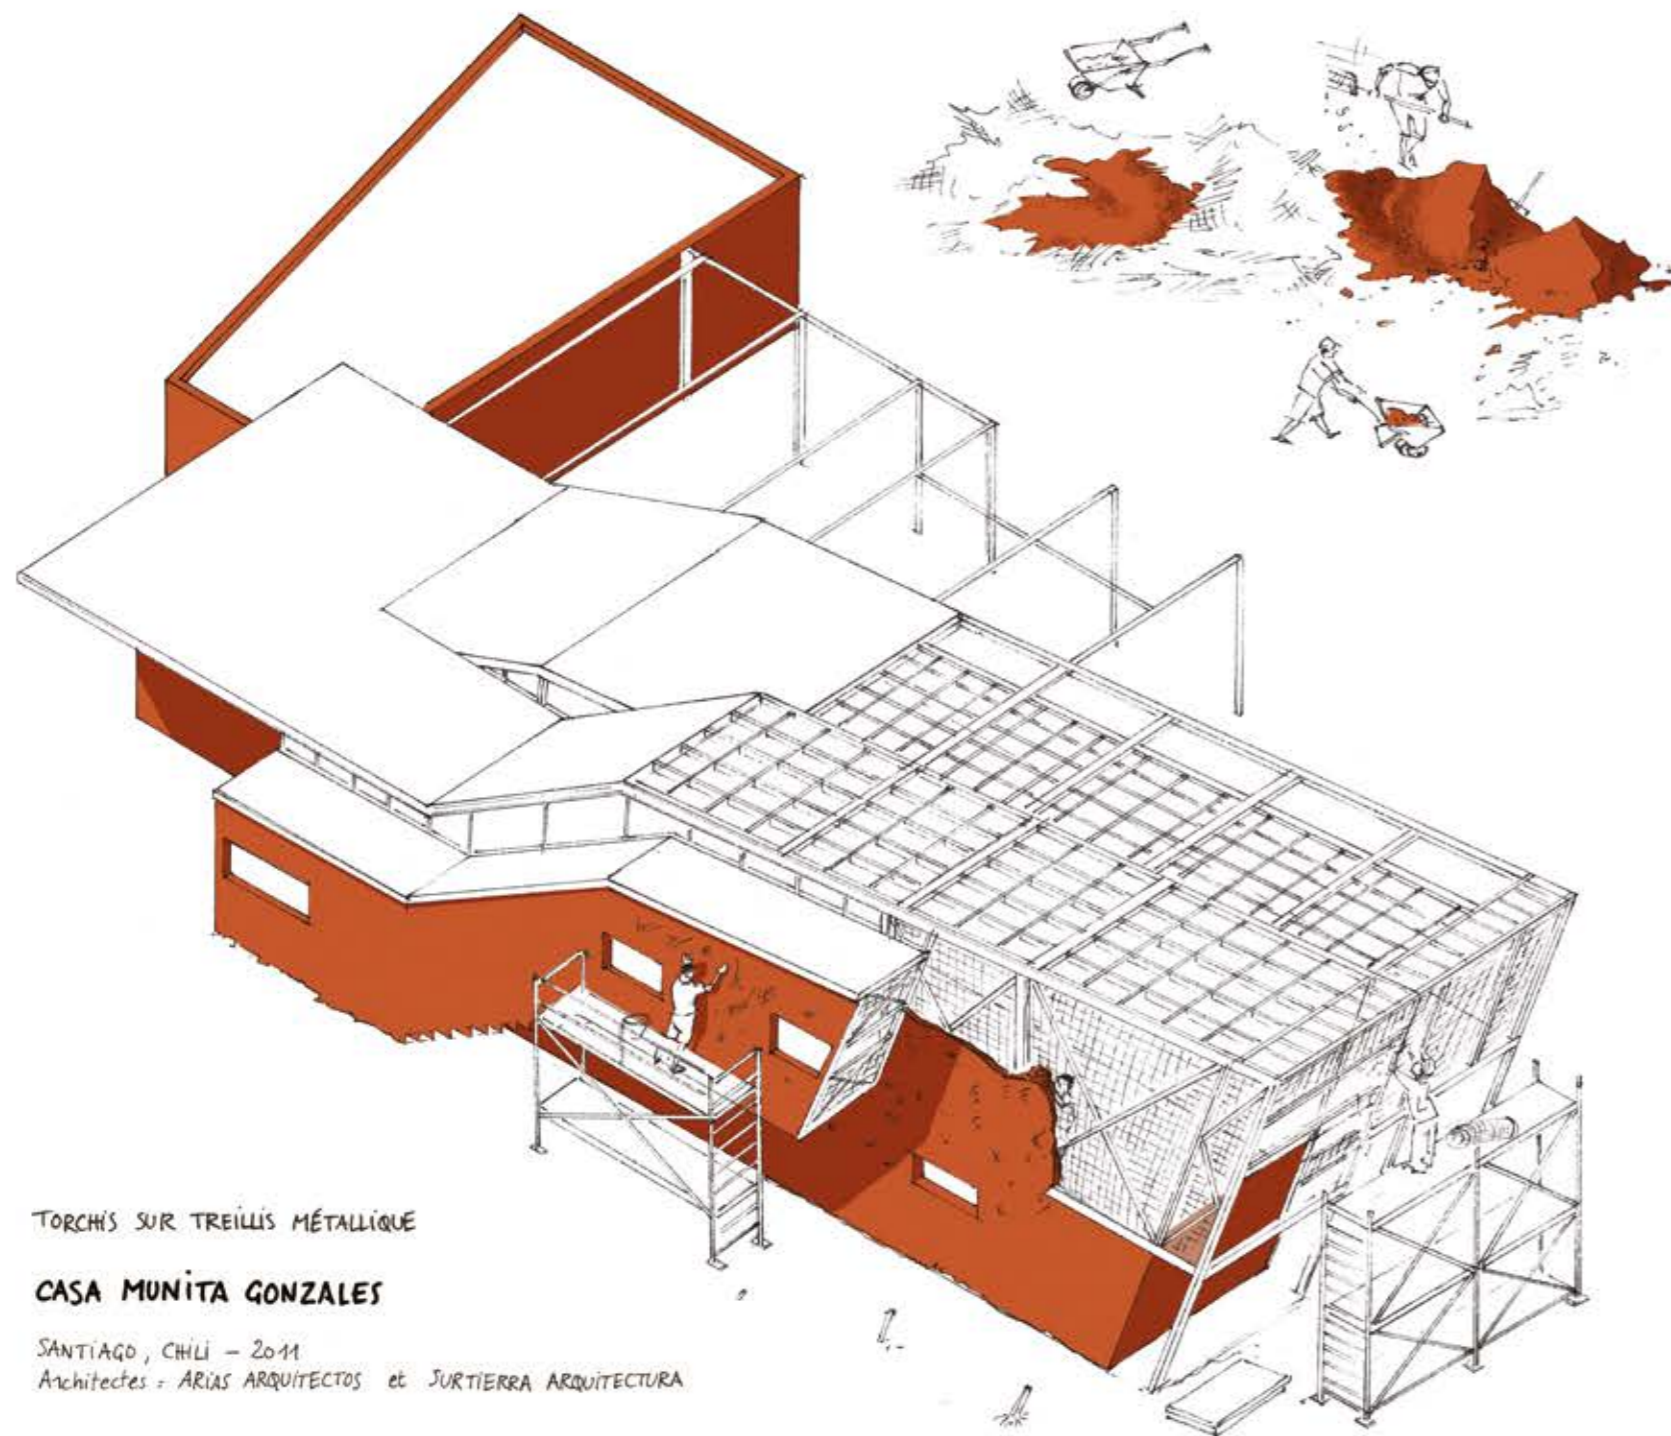 TORCHIS SUR TREILLIS MÉTALLIQUE
CASA MUNITA GONZALES
SANTIAGO, CHILI - 2011
Architectes : ARIAS ARQUITECTOS et SURTIERRA ARQUITECTURA